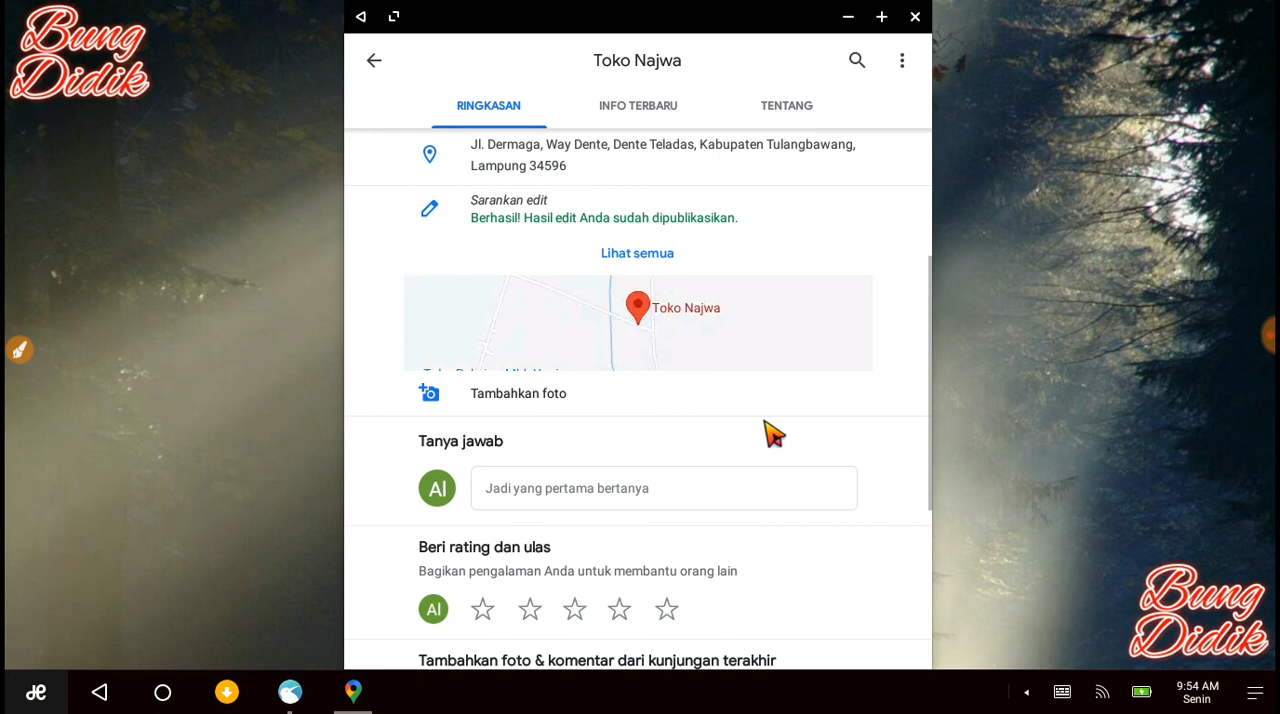 Bung
Didik
Toko Najwa
RINGKASAN
INFO TERBARU
TENTANG
Jl. Dermaga, Way Dente, Dente Teladas, Kabupaten Tulangbawang,
Lampung 34596
Sarankan edit
Berhasil! Hasil edit Anda sudah dipublikasikan.
Lihat semua
Toko Najwa
Tambahkan foto
Tanya jawab
Al
Jadi yang pertama bertanya
Beri rating dan ulas
Bagikan pengalaman Anda untuk membantu orang lain
Al
Tambahkan foto & komentar dari kunjungan terakhir
Bung
Didik
9:54 AM
Senin